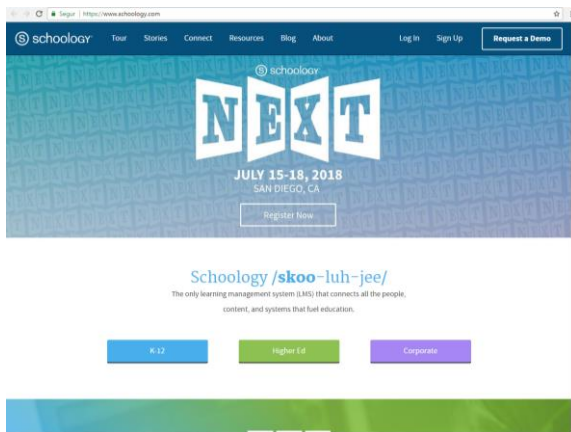 Segur | https://www.schoology.com
S schoology Tour Stories Connect Resources Blog About Log In Sign Up Request a Demo
S schoology
NEXT
JULY 15-18, 2018
SAN DIEGO, CA
Register Now
Schoology /skoo-luh-jee/
The only learning management system (LMS) that connects all the people,
content, and systems that fuel education.
K-12 Higher Ed Corporate